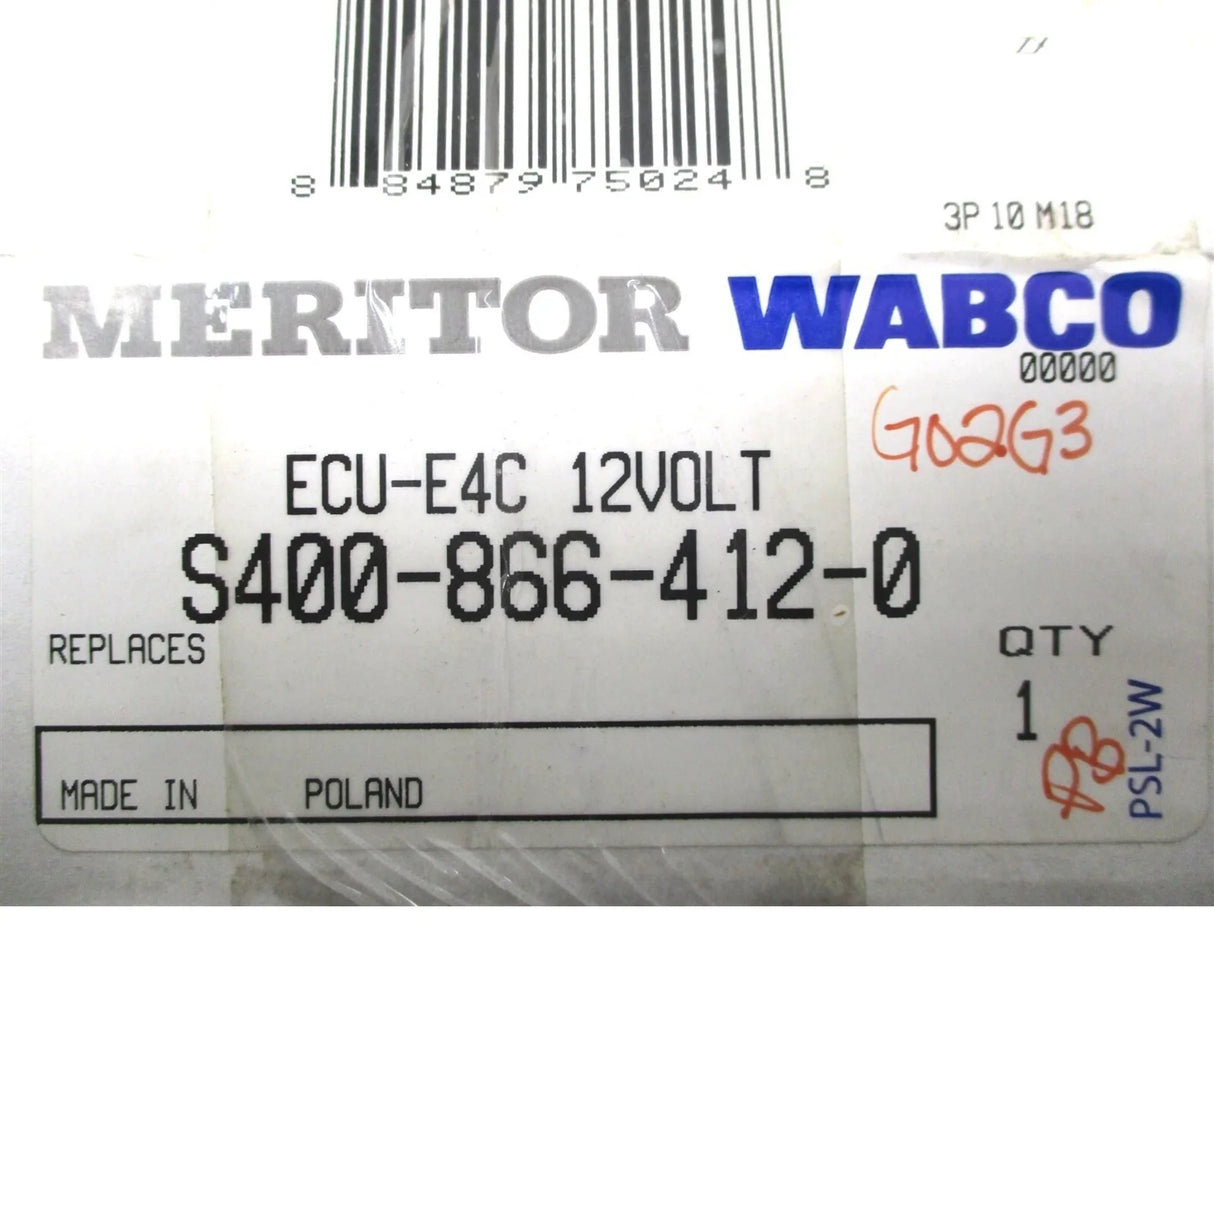 8 84879 75024 8
3P 10 M18
MERITOR WABCO
00000
G02G3
ECU-E4C 12VOLT
S400-866-412-0
REPLACES
QTY
1
PSL-2W
MADE IN POLAND